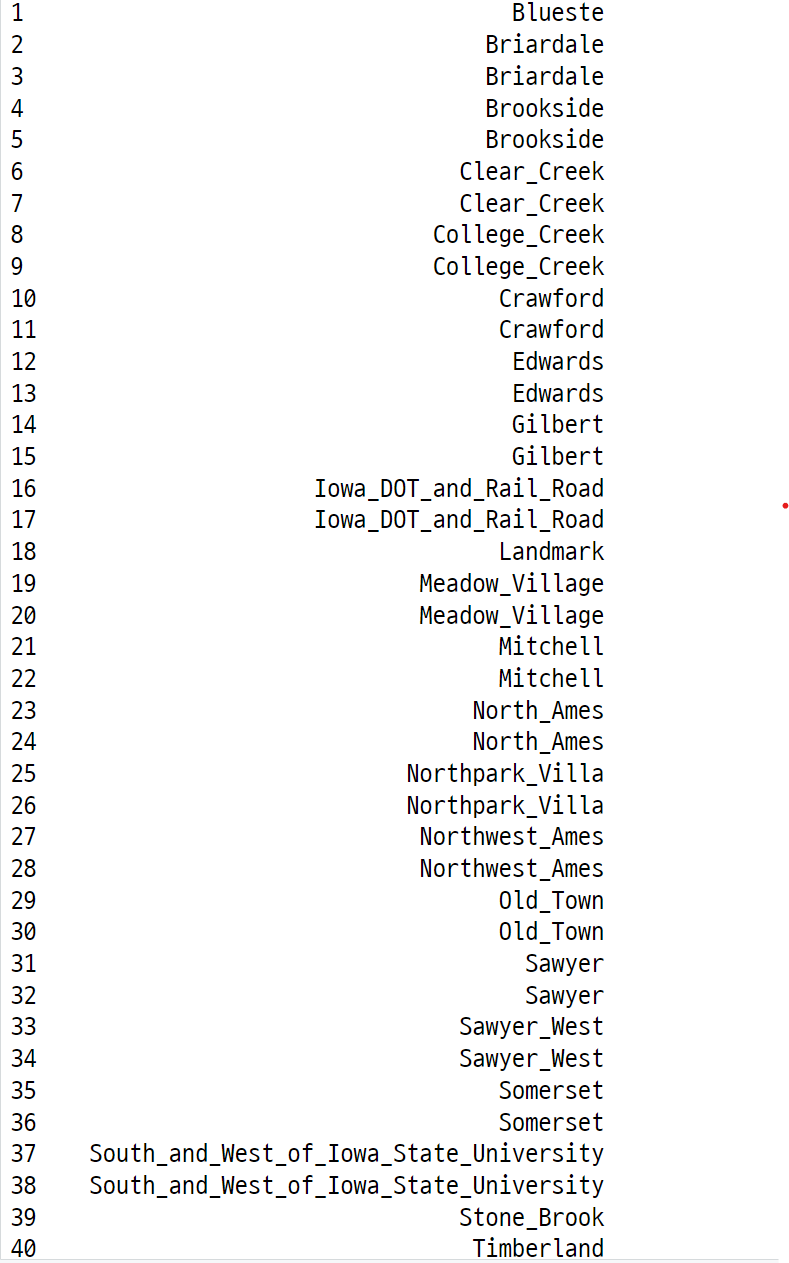 1 Blueste
2 Briardale
3 Briardale
4 Brookside
5 Brookside
6 Clear_Creek
7 Clear_Creek
8 College_Creek
9 College_Creek
10 Crawford
11 Crawford
12 Edwards
13 Edwards
14 Gilbert
15 Gilbert
16 Iowa_DOT_and_Rail_Road
17 Iowa_DOT_and_Rail_Road
18 Landmark
19 Meadow_Village
20 Meadow_Village
21 Mitchell
22 Mitchell
23 North_Ames
24 North_Ames
25 Northpark_Villa
26 Northpark_Villa
27 Northwest_Ames
28 Northwest_Ames
29 Old_Town
30 Old_Town
31 Sawyer
32 Sawyer
33 Sawyer_West
34 Sawyer_West
35 Somerset
36 Somerset
37 South_and_West_of_Iowa_State_University
38 South_and_West_of_Iowa_State_University
39 Stone_Brook
40 Timberland